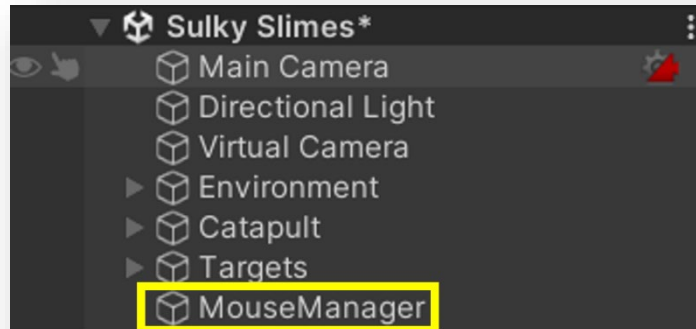 Sulky Slimes*
Main Camera
Directional Light
Virtual Camera
Environment
Catapult
Targets
MouseManager